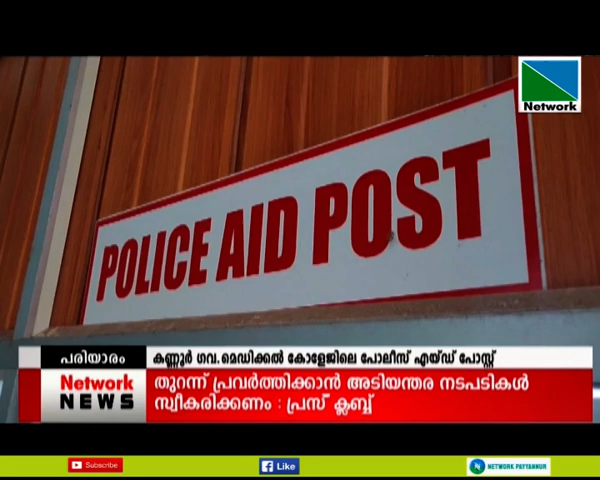 Network
POLICE AID POST
പരിയാരം
കണ്ണൂർ ഗവ.മെഡിക്കൽ കോളേജിലെ പോലീസ് എയ്ഡ് പോസ്റ്റ്
Network
NEWS
തുറന്ന് പ്രവർത്തിക്കാൻ അടിയന്തര നടപടികൾ
സ്വീകരിക്കണം : പ്രസ് ക്ലബ്ബ്
Subscribe
Like
NETWORK PAYYANNUR